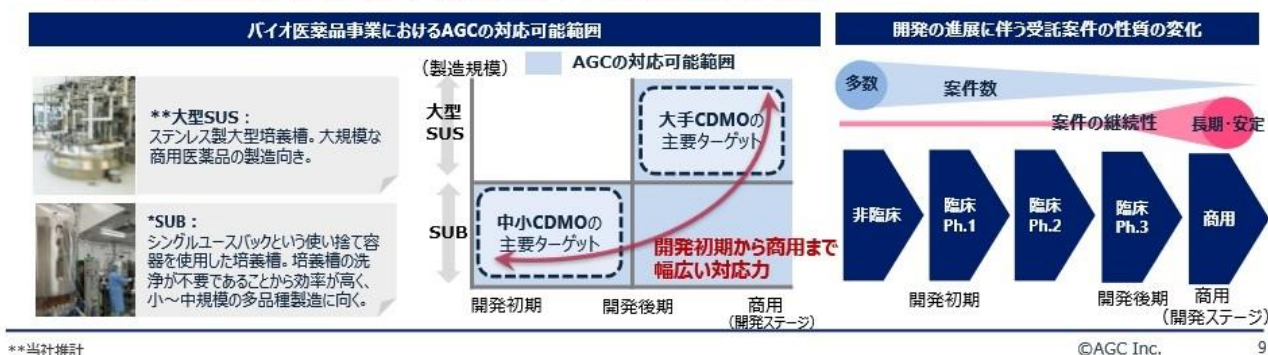 バイオ医薬品事業におけるAGCの対応可能範囲
**大型SUS：
ステンレス製大型培養槽。大規模な
商用医薬品の製造向き。
*SUB：
シングルユースバックという使い捨て容
器を使用した培養槽。培養槽の洗
浄が不要であることから効率が高く、
小～中規模の多品種製造に向く。
（製造規模）
AGCの対応可能範囲
大型
SUS
SUB
大手CDMOの
主要ターゲット
中小CDMOの
主要ターゲット
開発初期から商用まで
幅広い対応力
開発初期
開発後期
商用
（開発ステージ）
開発の進展に伴う受託案件の性質の変化
多数
案件数
案件の継続性
長期・安定
非臨床
臨床
Ph.1
臨床
Ph.2
臨床
Ph.3
商用
開発初期
開発後期
商用
（開発ステージ）
**当社推計
©AGC Inc.
9